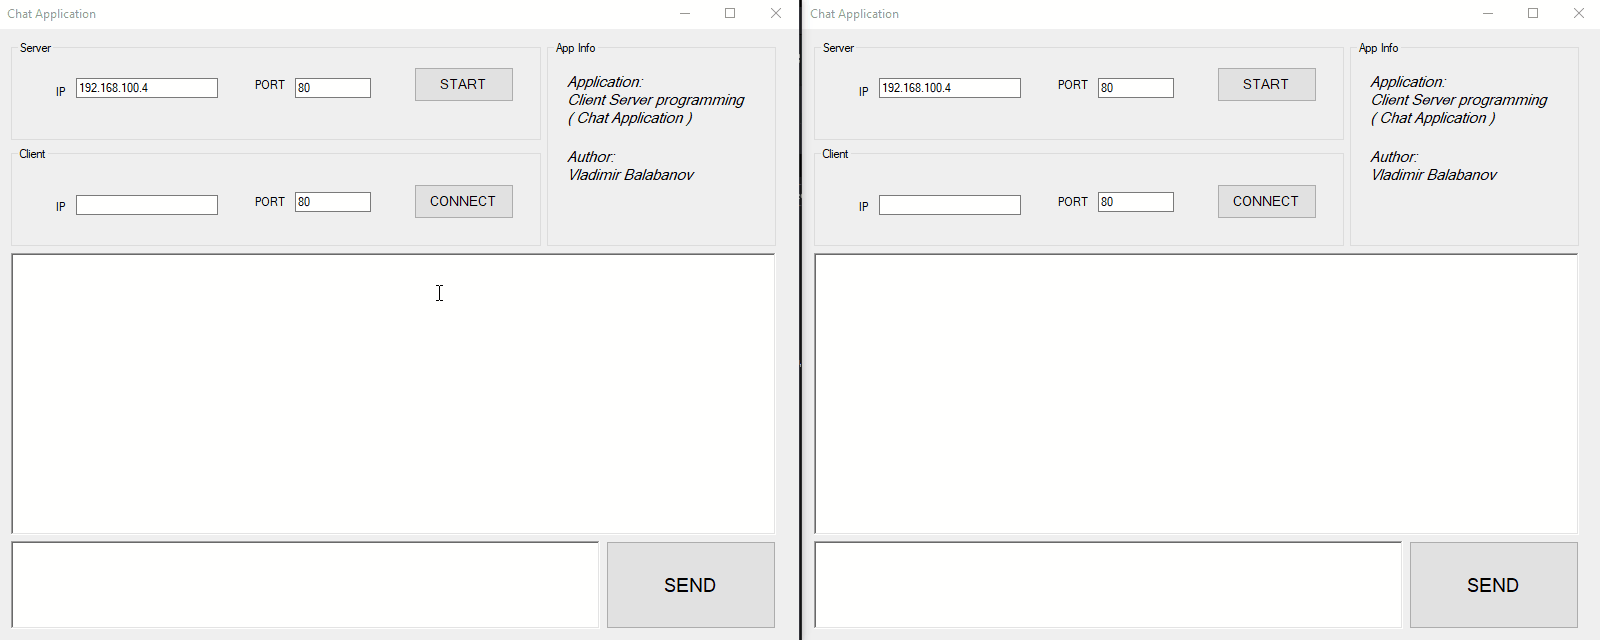 Chat Application
Server
IP 192.168.100.4 PORT 80 START
Client
IP PORT 80 CONNECT
App Info
Application:
Client Server programming
( Chat Application )
Author:
Vladimir Balabanov
SEND
Chat Application
Server
IP 192.168.100.4 PORT 80 START
Client
IP PORT 80 CONNECT
App Info
Application:
Client Server programming
( Chat Application )
Author:
Vladimir Balabanov
SEND